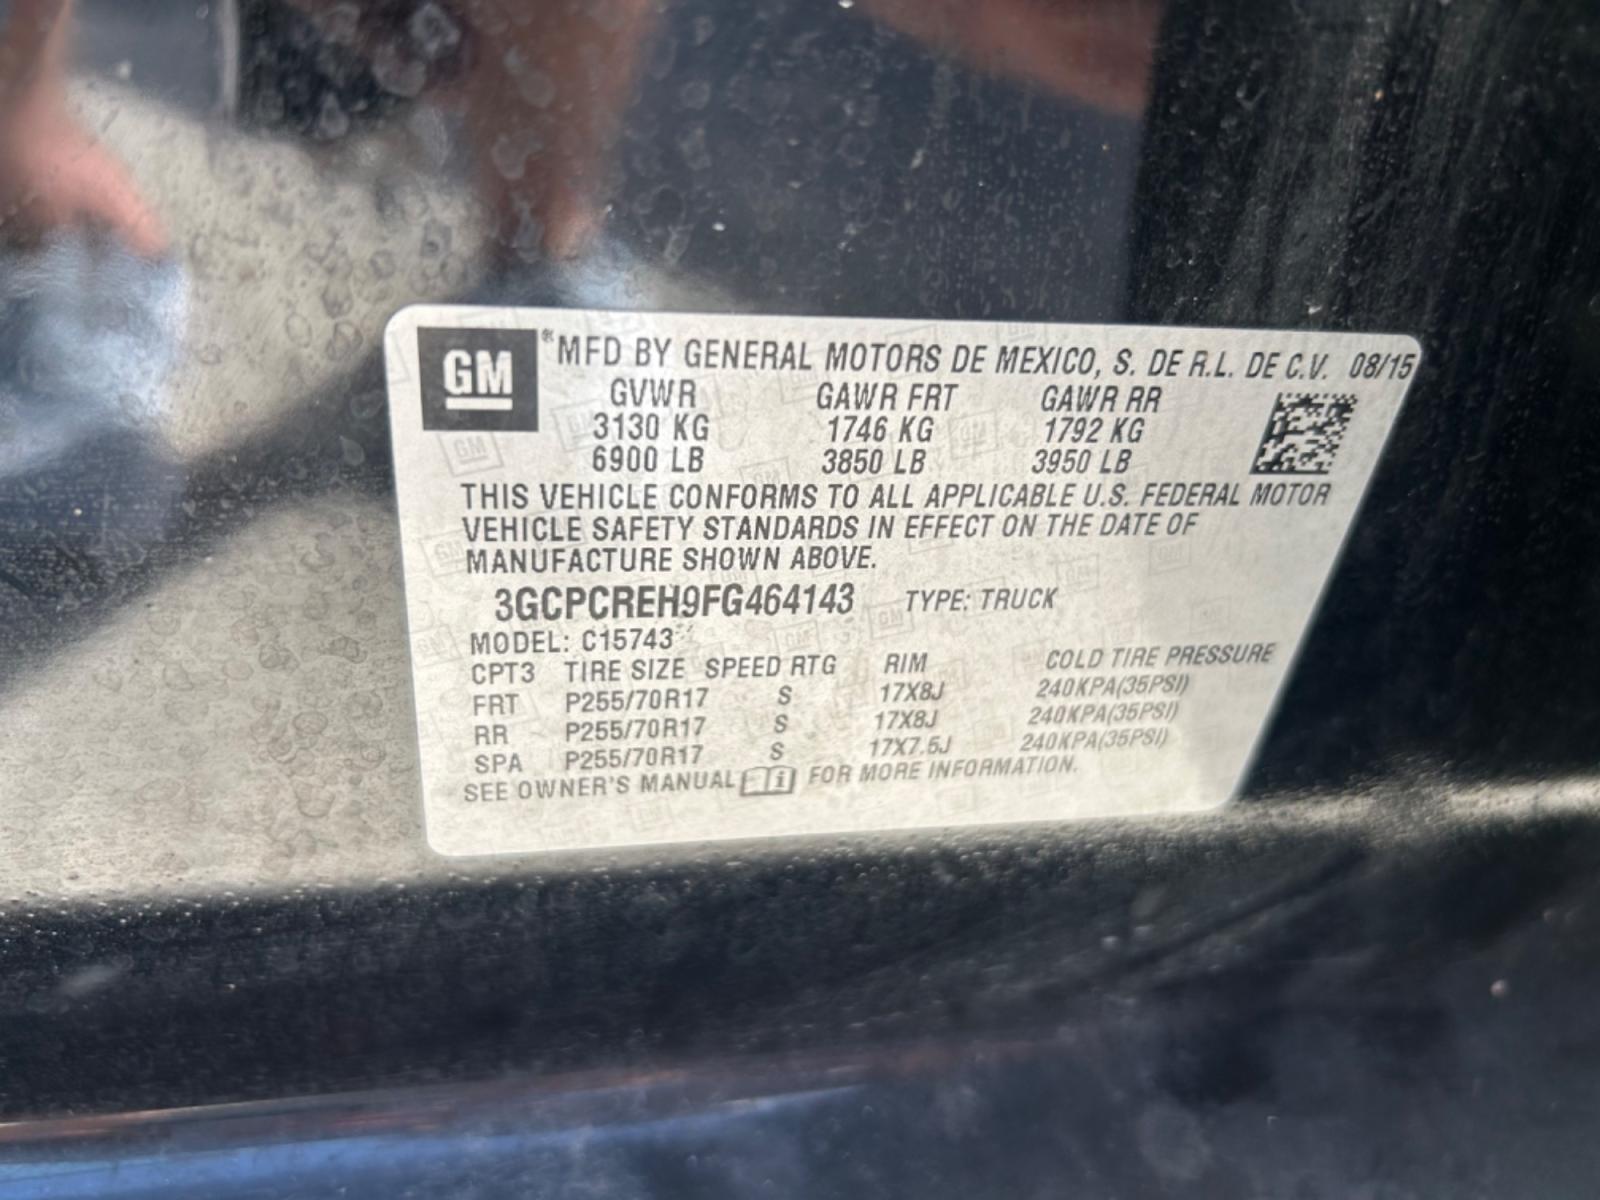 GM ®MFD BY GENERAL MOTORS DE MEXICO, S. DE R.L. DE C.V. 08/15
GVWR GAWR FRT GAWR RR
3130 KG 1746 KG 1792 KG
6900 LB 3850 LB 3950 LB
THIS VEHICLE CONFORMS TO ALL APPLICABLE U.S. FEDERAL MOTOR
VEHICLE SAFETY STANDARDS IN EFFECT ON THE DATE OF
MANUFACTURE SHOWN ABOVE.
3GCPCREH9FG464143 TYPE: TRUCK
MODEL: C15743
CPT3 TIRE SIZE SPEED RTG RIM COLD TIRE PRESSURE
FRT P255/70R17 S 17X8J 240KPA(35PSI)
RR P255/70R17 S 17X8J 240KPA(35PSI)
SPA P255/70R17 S 17X7.5J 240KPA(35PSI)
SEE OWNER'S MANUAL i FOR MORE INFORMATION.